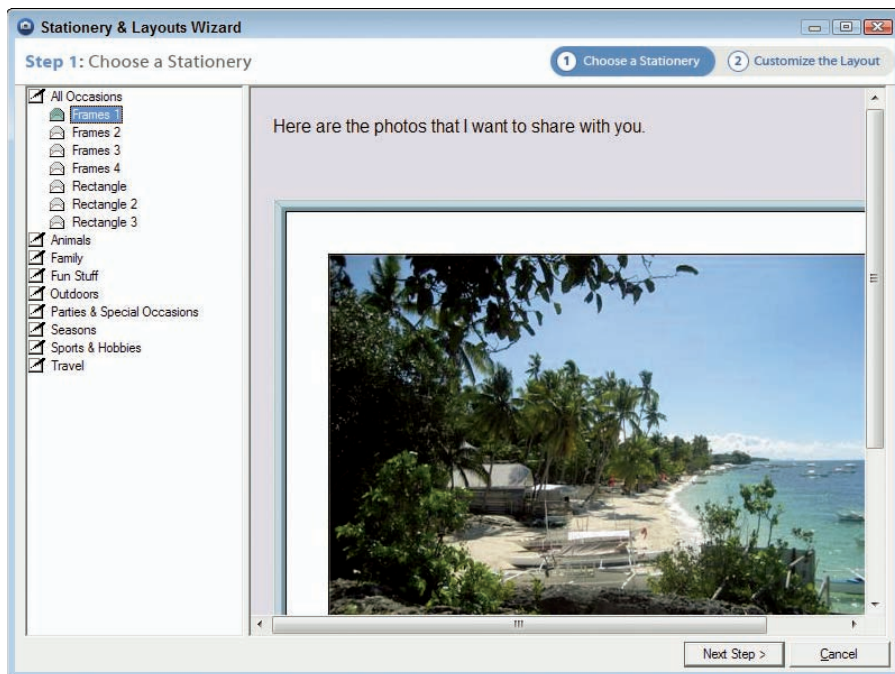 Stationery & Layouts Wizard
Step 1: Choose a Stationery
1 Choose a Stationery
2 Customize the Layout
All Occasions
Frames 1
Frames 2
Frames 3
Frames 4
Rectangle
Rectangle 2
Rectangle 3
Animals
Family
Fun Stuff
Outdoors
Parties & Special Occasions
Seasons
Sports & Hobbies
Travel
Here are the photos that I want to share with you.
Next Step >
Cancel